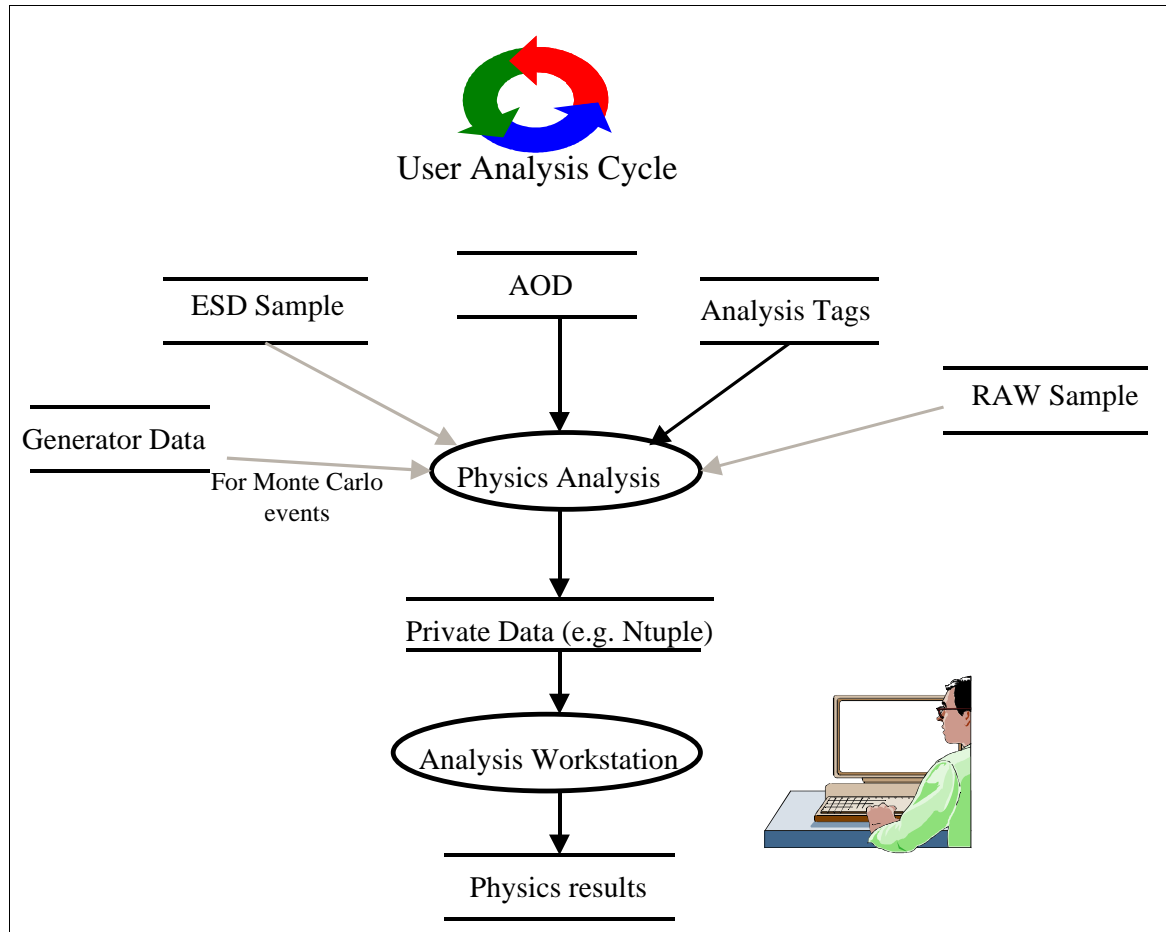 User Analysis Cycle
AOD
ESD Sample
Analysis Tags
RAW Sample
Generator Data
For Monte Carlo
events
Physics Analysis
Private Data (e.g. Ntuple)
Analysis Workstation
Physics results